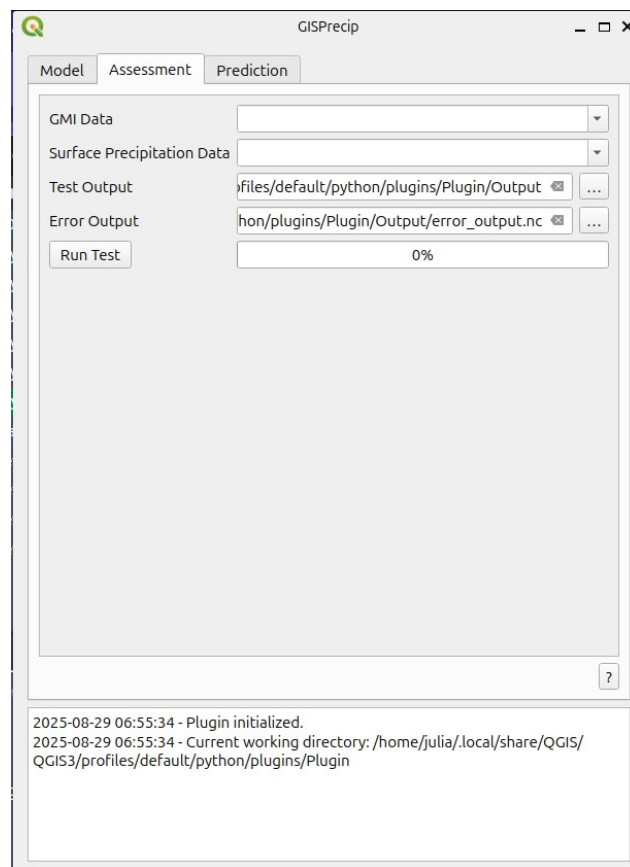 GISPrecip
Model Assessment Prediction
GMI Data
Surface Precipitation Data
Test Output ofiles/default/python/plugins/Plugin/Output ...
Error Output hon/plugins/Plugin/Output/error_output.nc ...
Run Test 0%
?
2025-08-29 06:55:34 - Plugin initialized.
2025-08-29 06:55:34 - Current working directory: /home/julia/.local/share/QGIS/
QGIS3/profiles/default/python/plugins/Plugin